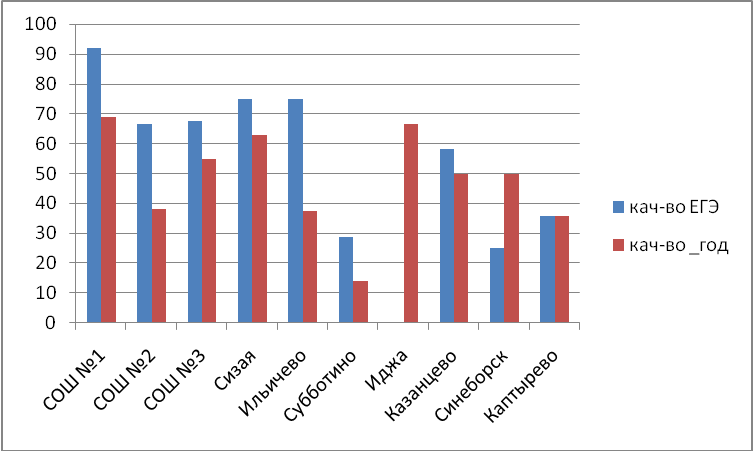 100
90
80
70
60
50
40
30
20
10
0
СОШ №1
СОШ №2
СОШ №3
Сизая
Ильичево
Субботино
Иджа
Казанцево
Синеборск
Каптырево
кач-во ЕГЭ
кач-во _год